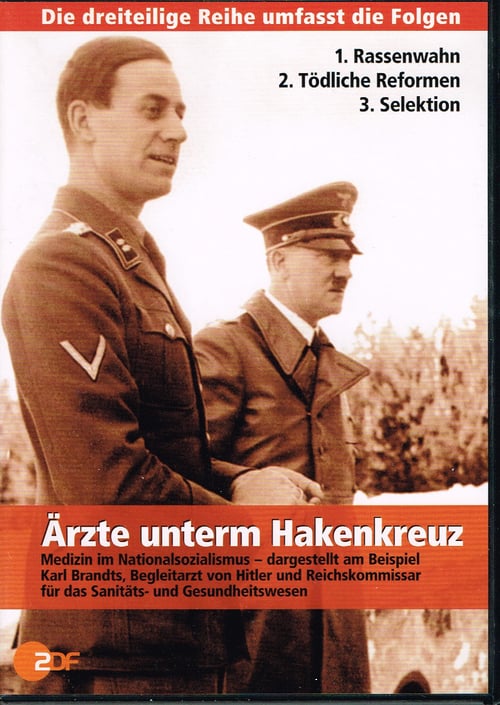 Die dreiteilige Reihe umfasst die Folgen
1. Rassenwahn
2. Tödliche Reformen
3. Selektion
Ärzte unterm Hakenkreuz
Medizin im Nationalsozialismus – dargestellt am Beispiel
Karl Brandts, Begleitarzt von Hitler und Reichskommissar
für das Sanitäts- und Gesundheitswesen
2DF